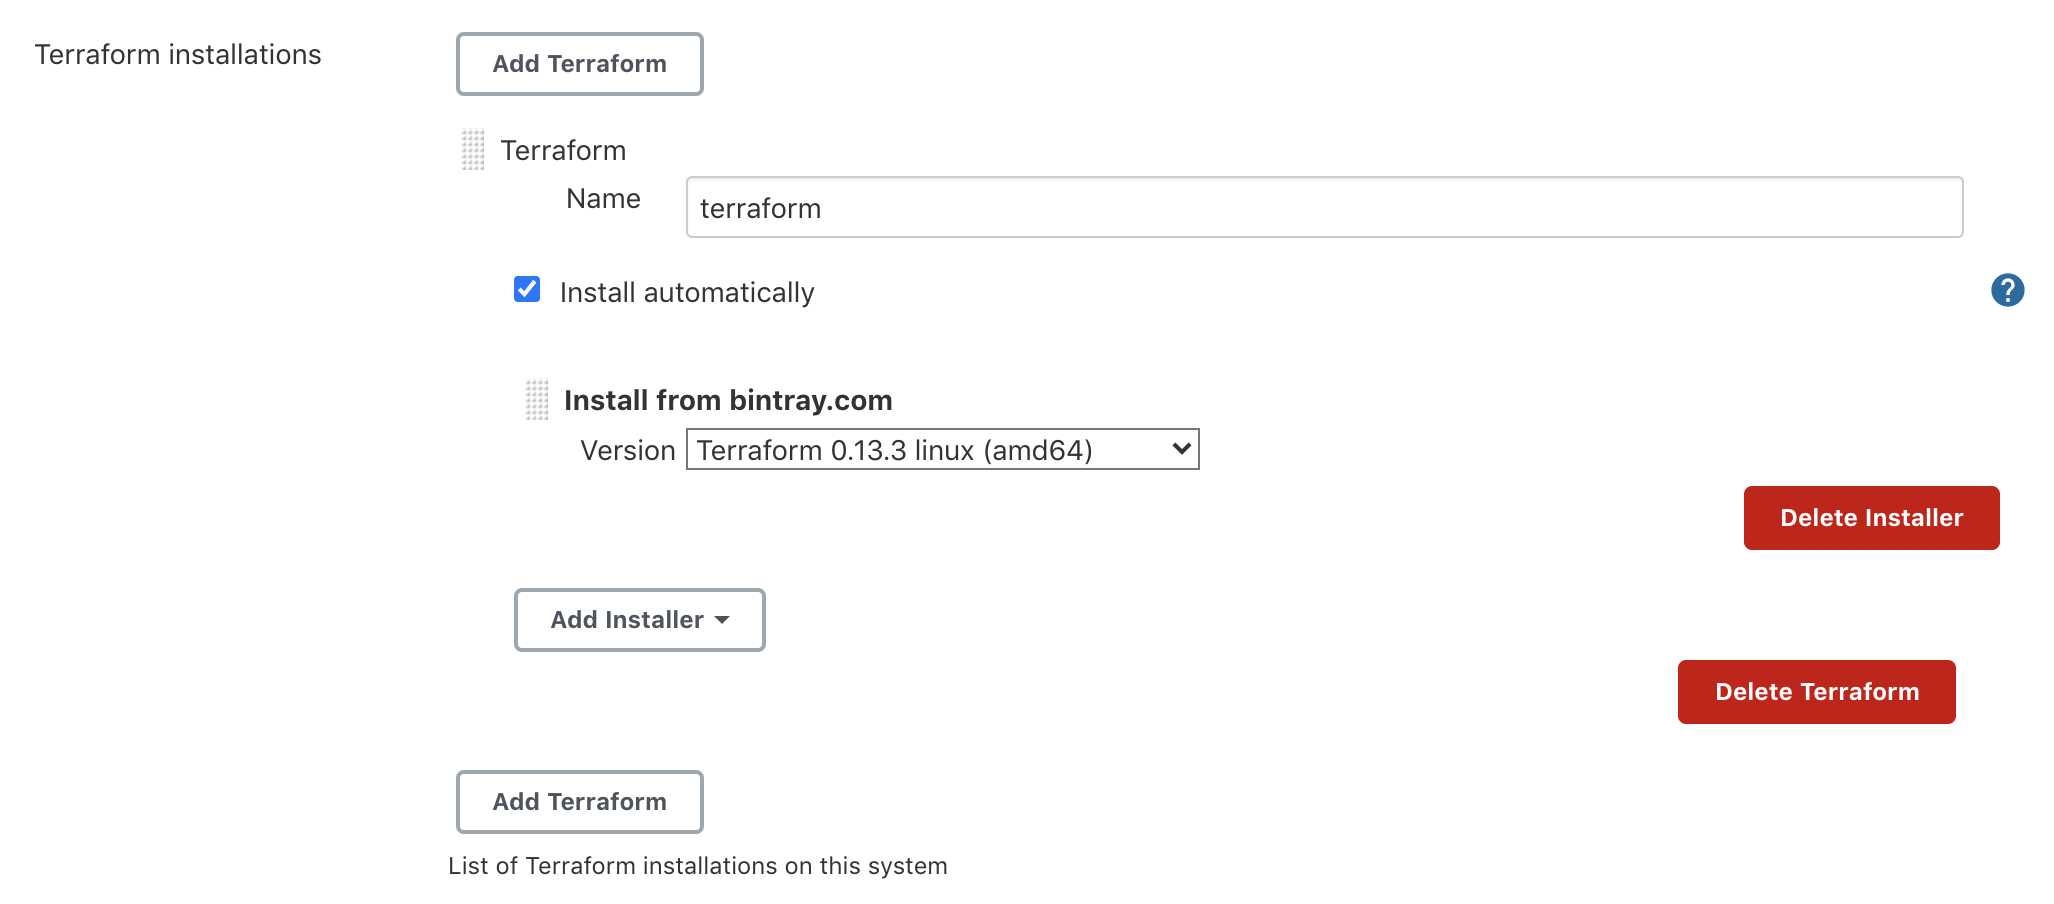 Terraform installations
Add Terraform
Terraform
Name
terraform
Install automatically
?
Install from bintray.com
Version
Terraform 0.13.3 linux (amd64)
Delete Installer
Add Installer
Delete Terraform
Add Terraform
List of Terraform installations on this system